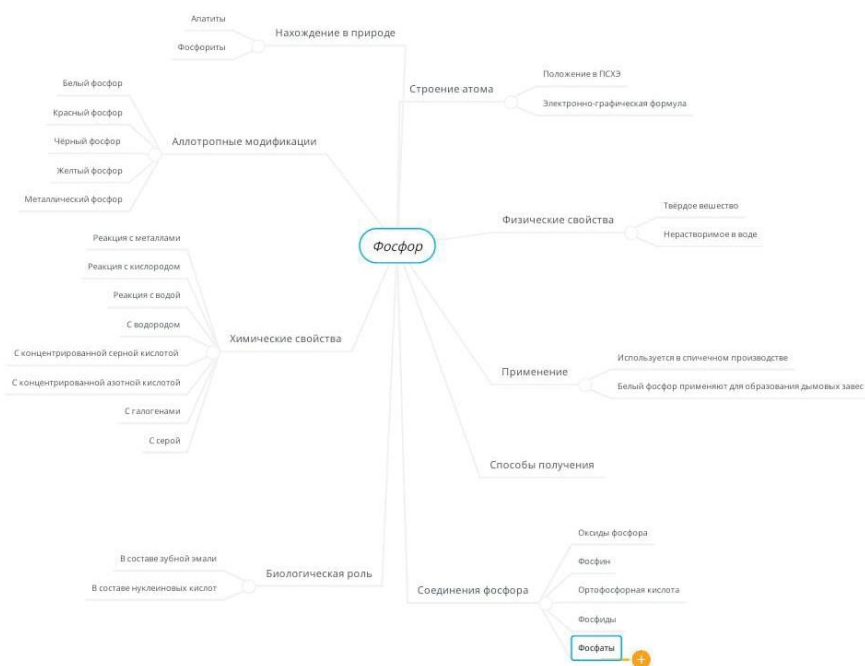 Фосфор
Нахождение в природе
Апатиты
Фосфориты
Аллотропные модификации
Белый фосфор
Красный фосфор
Чёрный фосфор
Желтый фосфор
Металлический фосфор
Химические свойства
Реакция с металлами
Реакция с кислородом
Реакция с водой
С водородом
С концентрированной серной кислотой
С концентрированной азотной кислотой
С галогенами
С серой
Биологическая роль
В составе зубной эмали
В составе нуклеиновых кислот
Строение атома
Положение в ПСХЭ
Электронно-графическая формула
Физические свойства
Твёрдое вешество
Нерастворимое в воде
Применение
Используется в спичечном производстве
Белый фосфор применяют для образования дымовых завес
Способы получения
Соединения фосфора
Оксиды фосфора
Фосфин
Ортофосфорная кислота
Фосфиды
Фосфаты
+